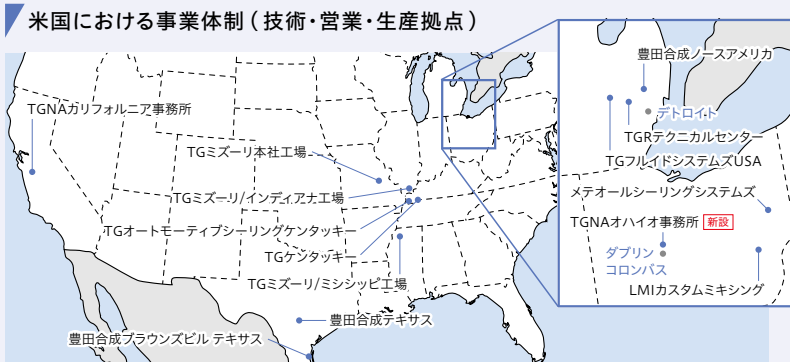 米国における事業体制（技術・営業・生産拠点）
TGNAカリフォルニア事務所
TGミズーリ本社工場
TGミズーリ/インディアナ工場
TGオートモーティブシーリングケンタッキー
TGケンタッキー
TGミズーリ/ミシシッピ工場
豊田合成テキサス
豊田合成ブラウンズビル テキサス
豊田合成ノースアメリカ
デトロイト
TGRテクニカルセンター
TGフルイドシステムズUSA
メテオールシーリングシステムズ
TGNAオハイオ事務所 新設
ダブリン
コロンバス
LMIカスタムミキシング